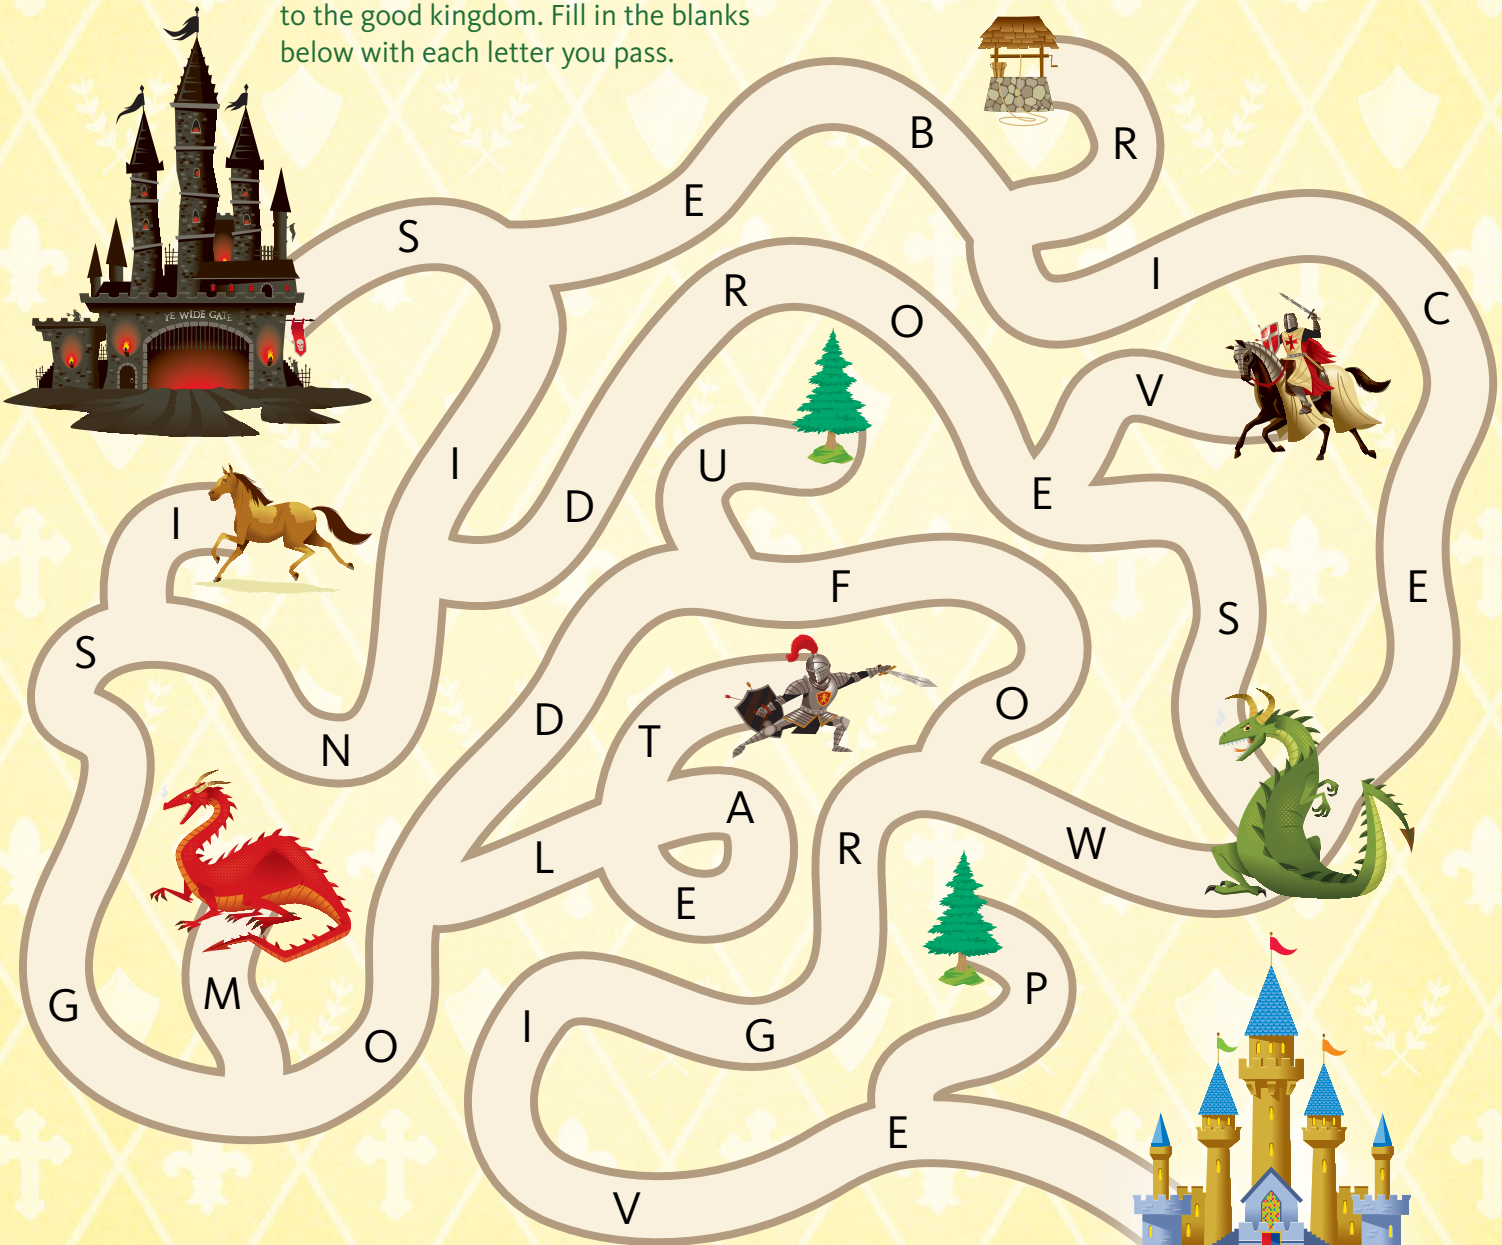 to the good kingdom. Fill in the blanks
below with each letter you pass.
B
R
E
S
I
R
C
O
YE WIDE GATE
V
I
U
D
E
I
F
E
S
S
O
D
T
N
A
W
R
L
E
P
M
G
I
G
O
E
V